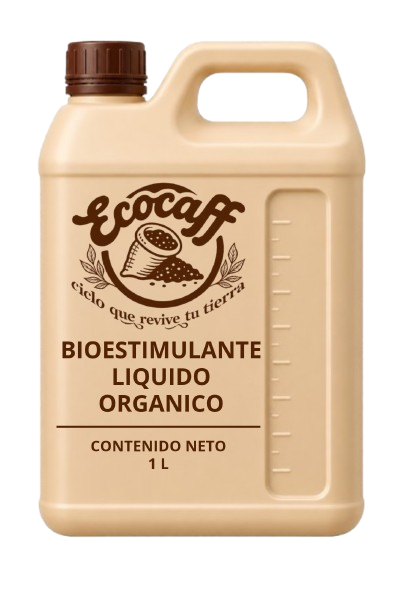 Ecocaff
ciclo que revive tu tierra
BIOESTIMULANTE
LIQUIDO
ORGANICO
CONTENIDO NETO
1 L